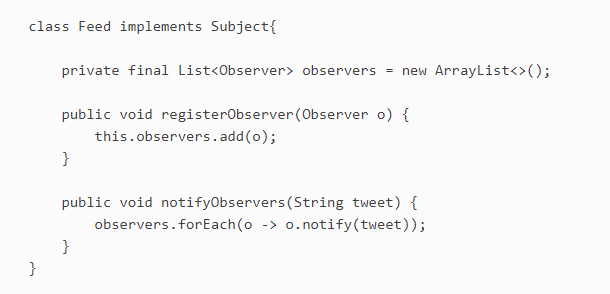 class Feed implements Subject{
    private final List<Observer> observers = new ArrayList<>();
    public void registerObserver(Observer o) {
        this.observers.add(o);
    }
    public void notifyObservers(String tweet) {
        observers.forEach(o -> o.notify(tweet));
    }
}